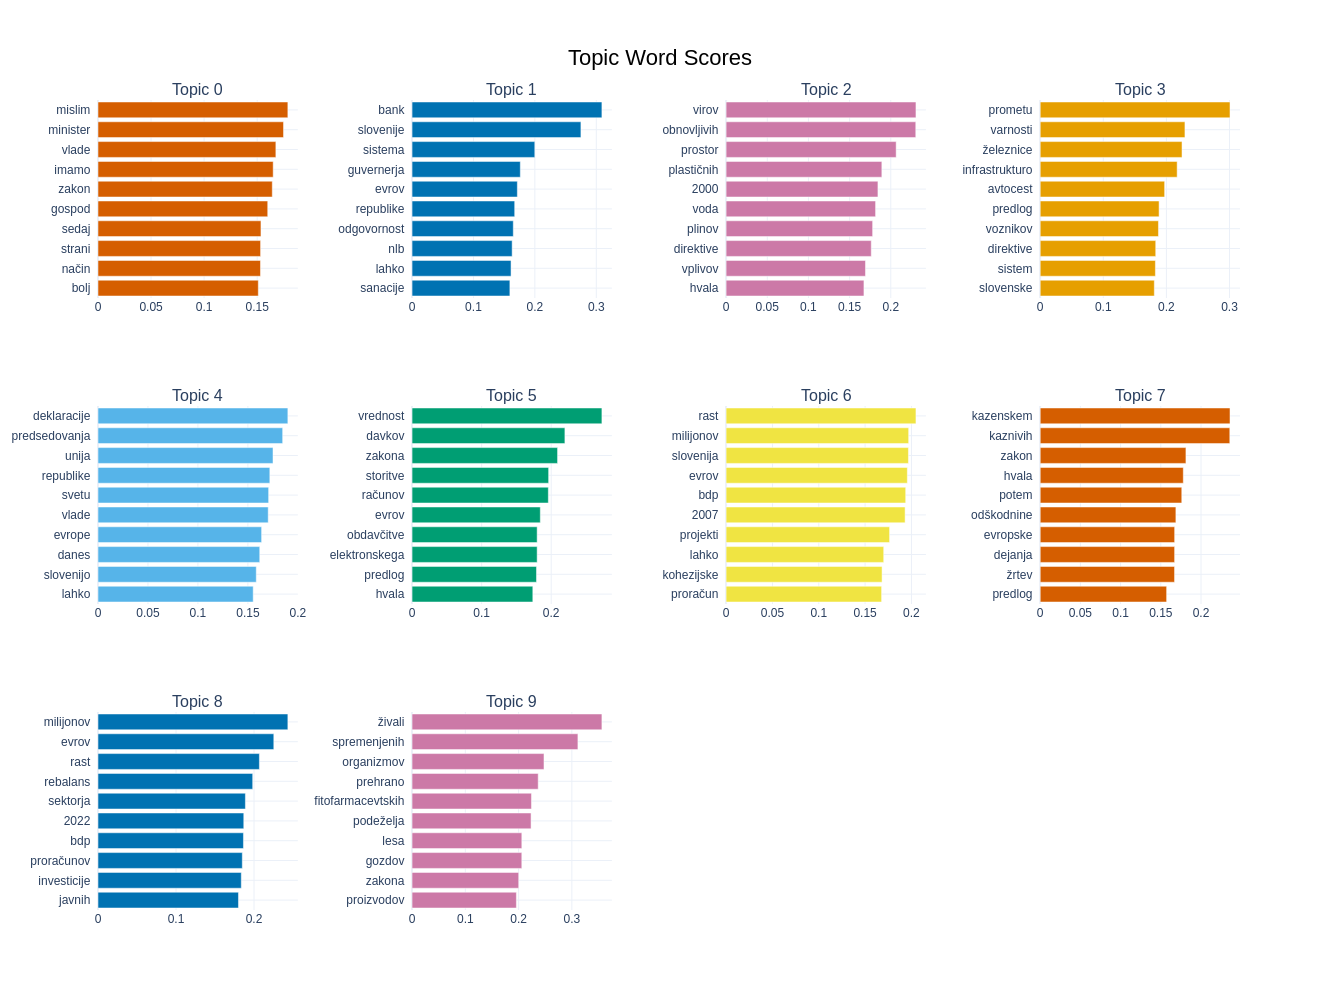 Topic Word Scores
Topic 0
mislim
minister
vlade
imamo
zakon
gospod
sedaj
strani
način
bolj
0 0.05 0.1 0.15
Topic 1
bank
slovenije
sistema
guvernerja
evrov
republike
odgovornost
nlb
lahko
sanacije
0 0.1 0.2 0.3
Topic 2
virov
obnovljivih
prostor
plastičnih
2000
voda
plinov
direktive
vplivov
hvala
0 0.05 0.1 0.15 0.2
Topic 3
prometu
varnosti
železnice
infrastrukturo
avtocest
predlog
voznikov
direktive
sistem
slovenske
0 0.1 0.2 0.3
Topic 4
deklaracije
predsedovanja
unija
republike
svetu
vlade
evrope
danes
slovenijo
lahko
0 0.05 0.1 0.15 0.2
Topic 5
vrednost
davkov
zakona
storitve
računov
evrov
obdavčitve
elektronskega
predlog
hvala
0 0.1 0.2
Topic 6
rast
milijonov
slovenija
evrov
bdp
2007
projekti
lahko
kohezijske
proračun
0 0.05 0.1 0.15 0.2
Topic 7
kazenskem
kaznivih
zakon
hvala
potem
odškodnine
evropske
dejanja
žrtev
predlog
0 0.05 0.1 0.15 0.2
Topic 8
milijonov
evrov
rast
rebalans
sektorja
2022
bdp
proračunov
investicije
javnih
0 0.1 0.2
Topic 9
živali
spremenjenih
organizmov
prehrano
fitofarmacevtskih
podeželja
lesa
gozdov
zakona
proizvodov
0 0.1 0.2 0.3